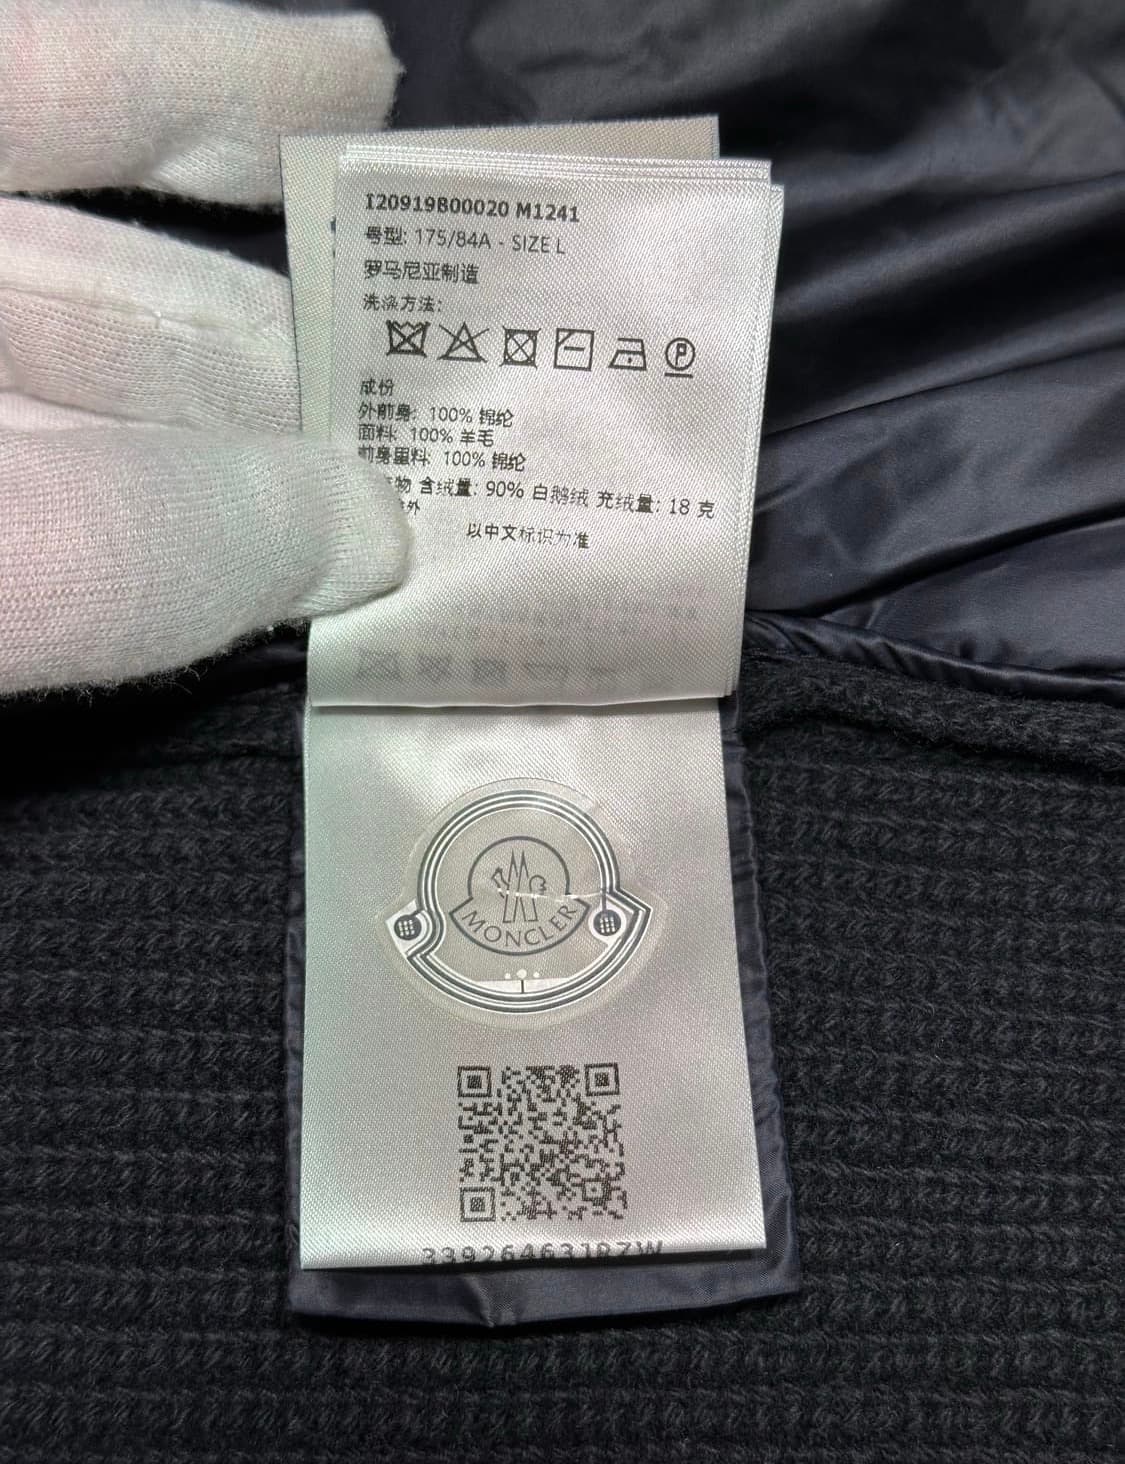 I20919B00020 M1241
号型: 175/84A - SIZE L
罗马尼亚制造
洗涤方法:
P
成份
外前身: 100% 锦纶
面料: 100% 羊毛
前身里料: 100% 锦纶
物 含绒量: 90% 白鹅绒 充绒量: 18 克
外
以中文标识为准
MONCLER
339264631RZW